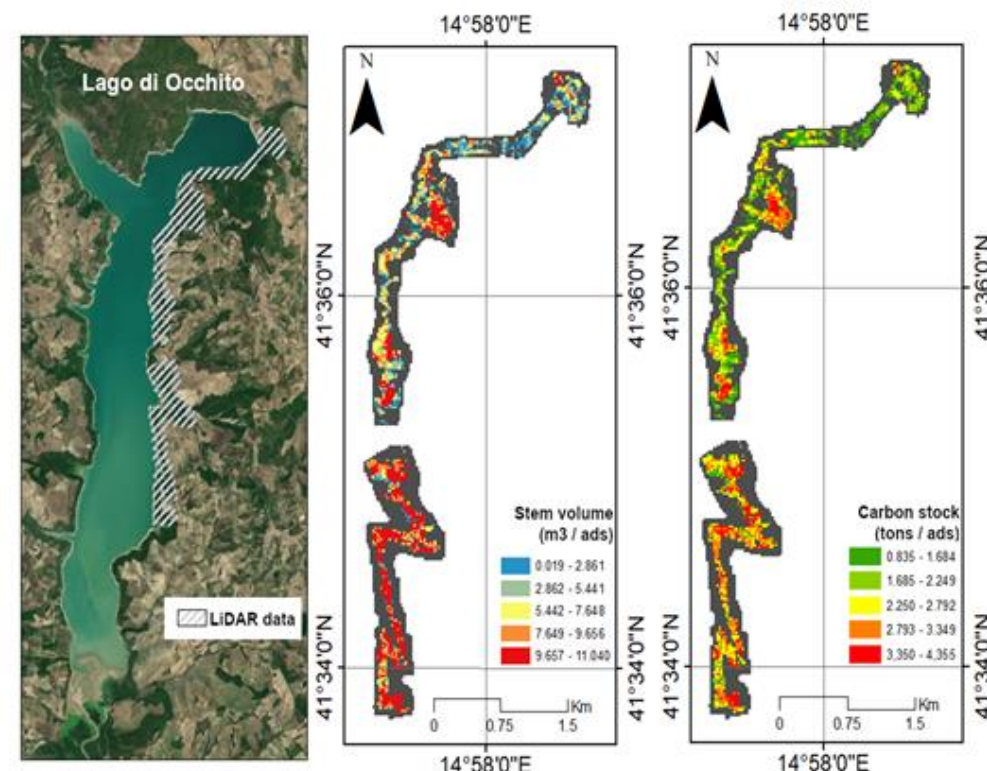 Lago di Occhito
LiDAR data
14°58'0"E
N
41°36'0"N
41°34'0"N
Stem volume
(m3 / ads)
0.019 - 2.861
2.862 - 5.441
5.442 - 7.648
7.649 - 9.656
9.657 - 11.040
Km
0 0.75 1.5
14°58'0"E
14°58'0"E
N
41°36'0"N
41°36'0"N
41°34'0"N
41°34'0"N
Carbon stock
(tons / ads)
0.835 - 1.684
1.685 - 2.249
2.250 - 2.792
2.793 - 3.349
3,350 - 4,355
Km
0 0.75 1.5
14°58'0"E